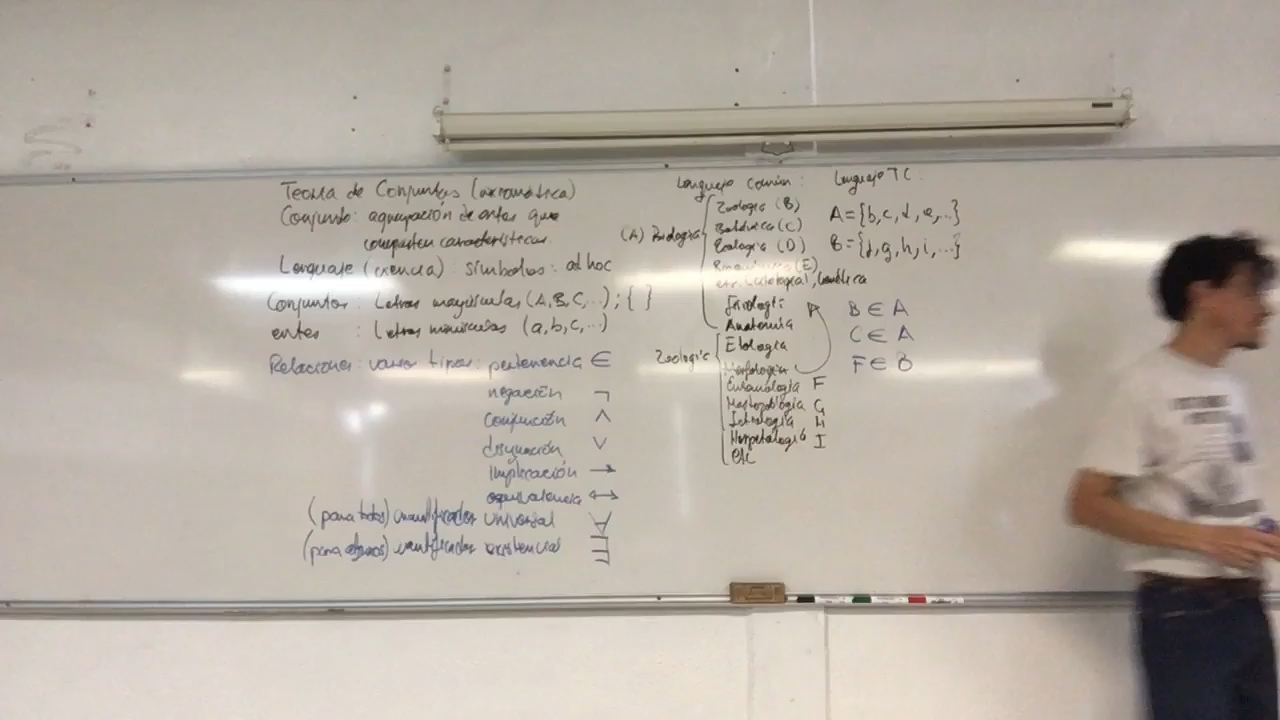 Teoría de Conjuntos (axiomática)
Conjunto: agrupación de entes que
comparten características.
Lenguaje (ciencia): símbolos: ad hoc
Conjuntos: Letras mayúsculas (A, B, C, ...); { }
entes : Letras minúsculas (a, b, c, ...)
Relaciones: varios tipos: pertenencia ∈
negación ¬
conjunción ∧
disyunción ∨
implicación →
equivalencia ↔
(para todos) cuantificador universal ∀
(para algunos) cuantificador existencial ∃
Lenguaje Común:
(A) Biología
Zoología (B)
Botánica (C)
Ecología (D)
(E)
Genética
Fisiología
Anatomía
Zoología
Etología
Morfología
Entomología F
Mastozoología G
Ictiología H
Herpetología I
etc
Lenguaje TC:
A={b,c,d,e,...}
B={f,g,h,i,...}
B ∈ A
C ∈ A
F ∈ B